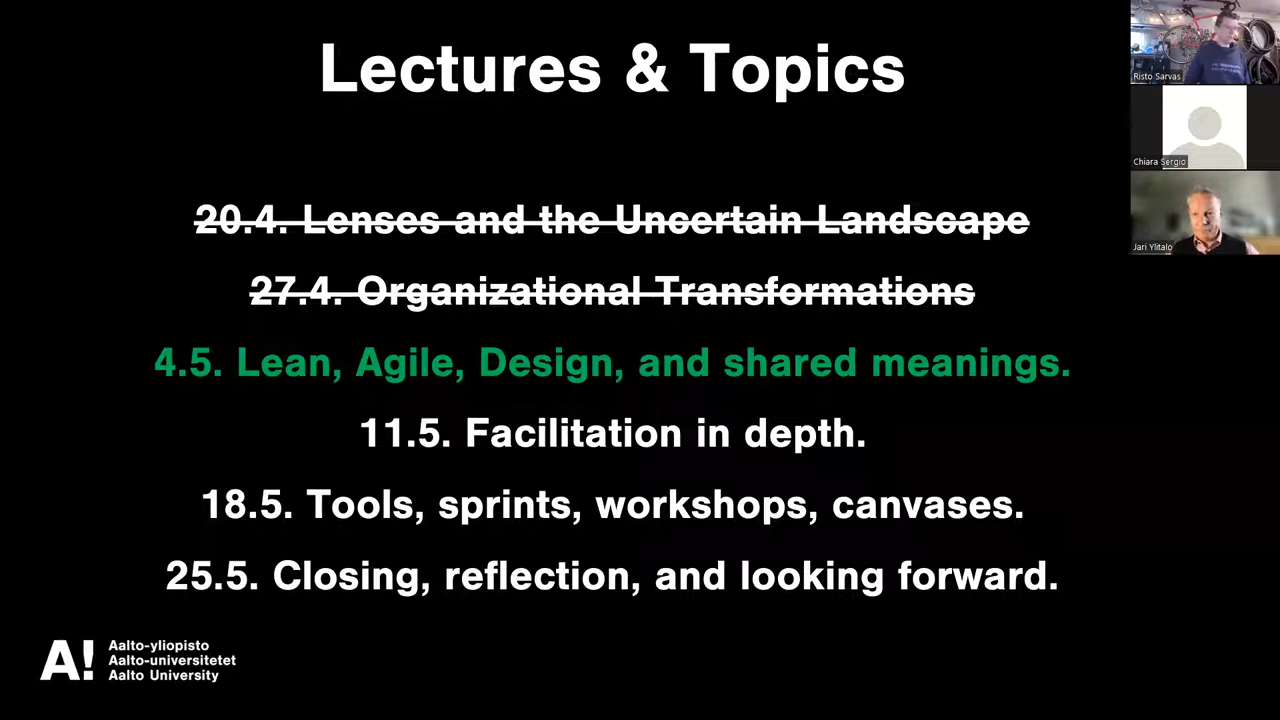 Lectures & Topics
20.4. Lenses and the Uncertain Landscape
27.4. Organizational Transformations
4.5. Lean, Agile, Design, and shared meanings.
11.5. Facilitation in depth.
18.5. Tools, sprints, workshops, canvases.
25.5. Closing, reflection, and looking forward.
A!
Aalto-yliopisto
Aalto-universitetet
Aalto University
Risto Sarvas
Chiara Sergio
Jari Ylitalo